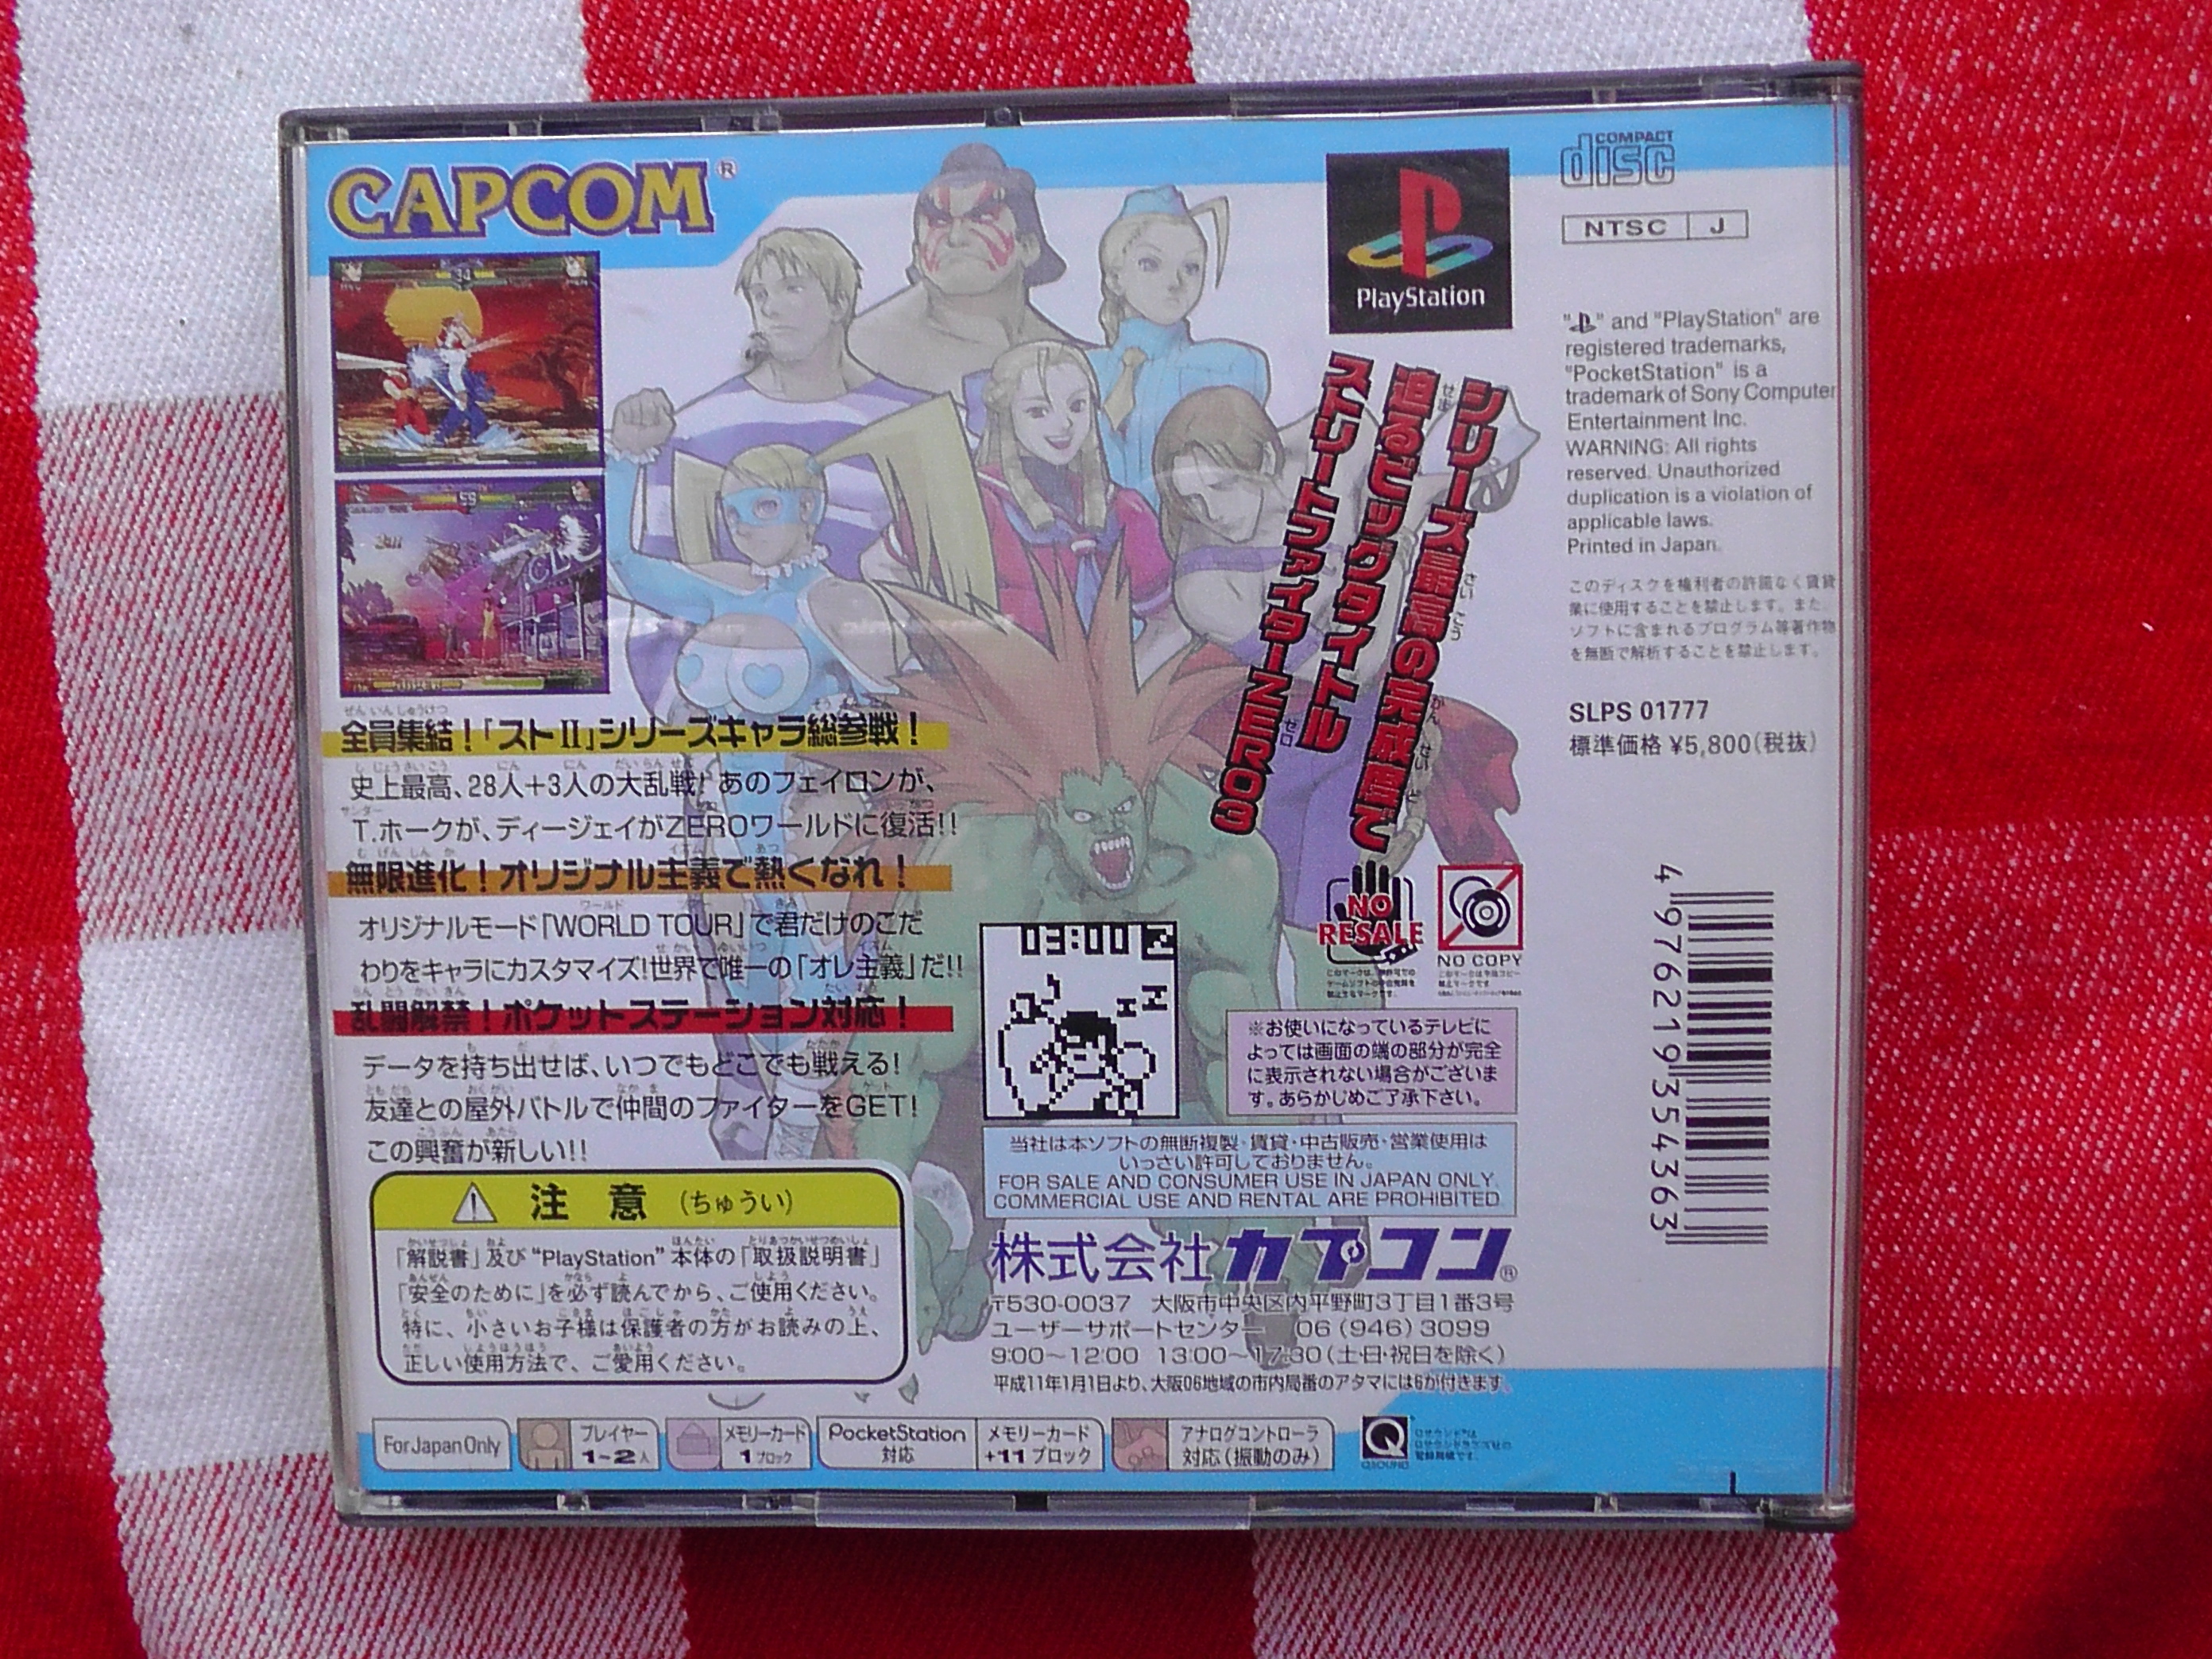 CAPCOM®
COMPACT
disc
NTSC J
PlayStation
シリーズ最高の完成度で
迫るビッグタイトル
ストリートファイターZERO3
34
59
"PS" and "PlayStation" are
registered trademarks,
"PocketStation" is a
trademark of Sony Computer
Entertainment Inc.
WARNING: All rights
reserved. Unauthorized
duplication is a violation of
applicable laws.
Printed in Japan.
このディスクを権利者の許諾なく賃貸
業に使用することを禁止します。また、
ソフトに含まれるプログラム等著作物
を無断で解析することを禁止します。
SLPS 01777
標準価格 ¥5,800(税抜)
4976219354363
全員集結!「ストⅡ」シリーズキャラ総参戦!
史上最高、28人+3人の大乱戦! あのフェイロンが、
T.ホークが、ディージェイがZEROワールドに復活!!
無限進化!オリジナル主義で熱くなれ!
オリジナルモード「WORLD TOUR」で君だけのこだ
わりをキャラにカスタマイズ!世界で唯一の「オレ主義」だ!!
乱闘解禁!ポケットステーション対応!
データを持ち出せば、いつでもどこでも戦える!
友達との屋外バトルで仲間のファイターをGET!
この興奮が新しい!!
注意(ちゅうい)
「解説書」及び"PlayStation"本体の「取扱説明書」
「安全のために」を必ず読んでから、ご使用ください。
特に、小さいお子様は保護者の方がお読みの上、
正しい使用方法で、ご愛用ください。
03:00 Z
ZZ
NO
RESALE
NO COPY
※お使いになっているテレビに
よっては画面の端の部分が完全
に表示されない場合がございま
す。あらかじめご了承下さい。
当社は本ソフトの無断複製・賃貸・中古販売・営業使用は
いっさい許可しておりません。
FOR SALE AND CONSUMER USE IN JAPAN ONLY.
COMMERCIAL USE AND RENTAL ARE PROHIBITED.
株式会社カプコン®
〒530-0037 大阪市中央区内平野町3丁目1番3号
ユーザーサポートセンター 06(946)3099
9:00〜12:00 13:00〜17:30(土・日・祝日を除く)
平成11年1月1日より、大阪06地域の市内局番のアタマには6が付きます。
For Japan Only
プレイヤー
1~2人
メモリーカード
1ブロック
PocketStation
対応
メモリーカード
+11ブロック
アナログコントローラ
対応(振動のみ)
Q
QSOUND